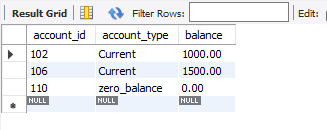 Result Grid Filter Rows: Edit:
account_id account_type balance
102 Current 1000.00
106 Current 1500.00
110 zero_balance 0.00
NULL NULL NULL